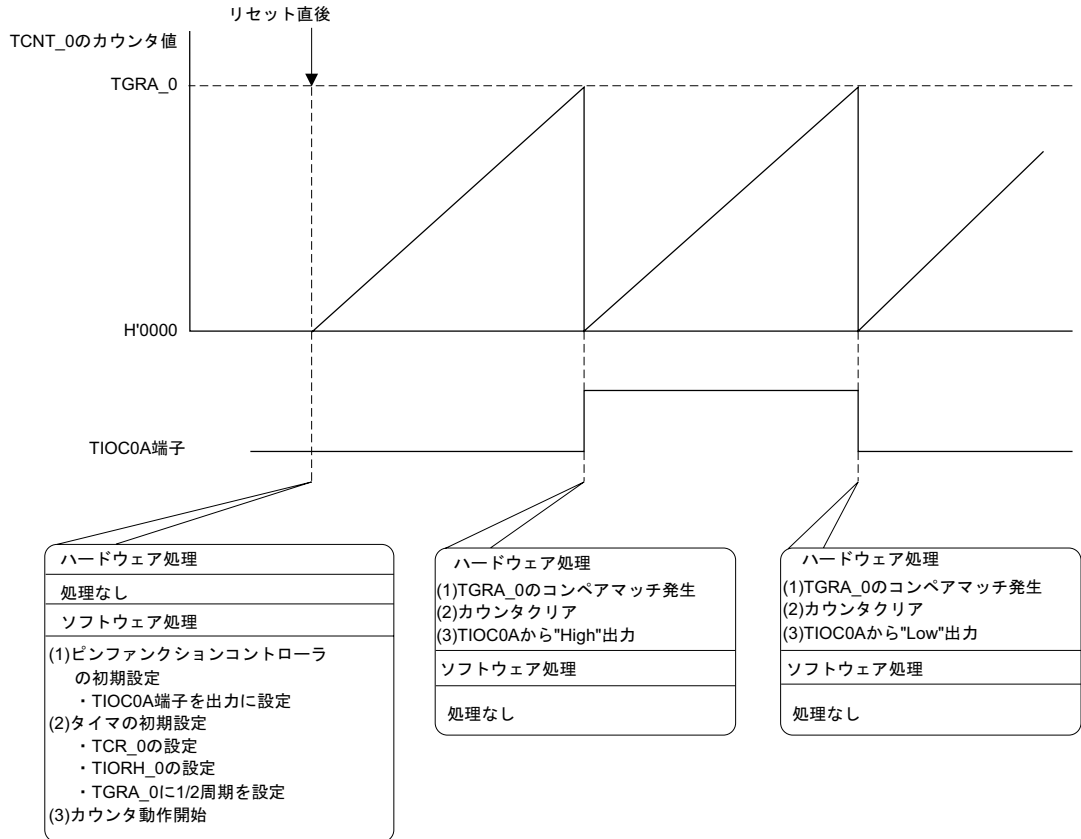 リセット直後
TCNT_0のカウンタ値
TGRA_0
H'0000
TIOC0A端子
ハードウェア処理
処理なし
ソフトウェア処理
(1)ピンファンクションコントローラ
の初期設定
・TIOC0A端子を出力に設定
(2)タイマの初期設定
・TCR_0の設定
・TIORH_0の設定
・TGRA_0に1/2周期を設定
(3)カウンタ動作開始
ハードウェア処理
(1)TGRA_0のコンペアマッチ発生
(2)カウンタクリア
(3)TIOC0Aから"High"出力
ソフトウェア処理
処理なし
ハードウェア処理
(1)TGRA_0のコンペアマッチ発生
(2)カウンタクリア
(3)TIOC0Aから"Low"出力
ソフトウェア処理
処理なし